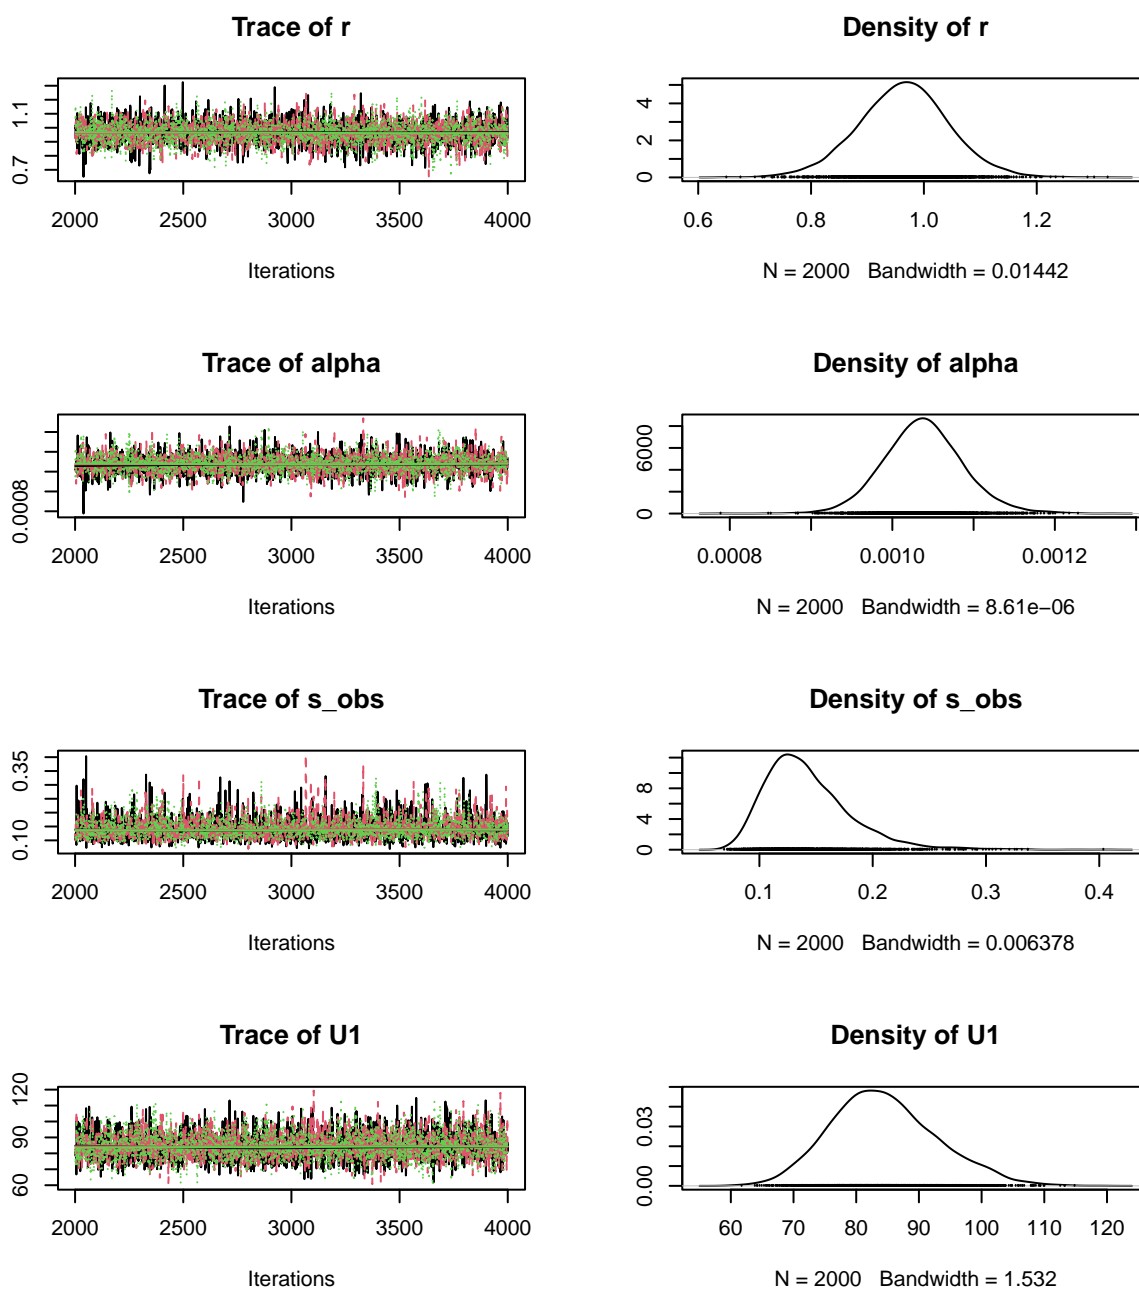 Trace of r
Density of r
0.7 1.1
2000 2500 3000 3500 4000
Iterations
0 2 4
0.6 0.8 1.0 1.2
N = 2000 Bandwidth = 0.01442
Trace of alpha
Density of alpha
0.0008
2000 2500 3000 3500 4000
Iterations
0 6000
0.0008 0.0010 0.0012
N = 2000 Bandwidth = 8.61e−06
Trace of s_obs
Density of s_obs
0.10 0.35
2000 2500 3000 3500 4000
Iterations
0 4 8
0.1 0.2 0.3 0.4
N = 2000 Bandwidth = 0.006378
Trace of U1
Density of U1
60 90 120
2000 2500 3000 3500 4000
Iterations
0.00 0.03
60 70 80 90 100 110 120
N = 2000 Bandwidth = 1.532